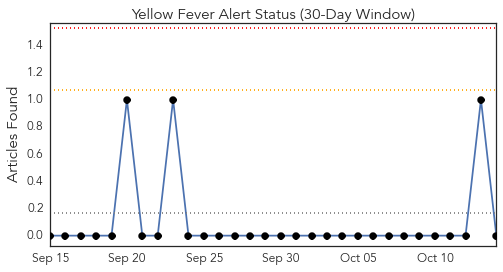 Yellow Fever Alert Status (30-Day Window)
Articles Found
1.4
1.2
1.0
0.8
0.6
0.4
0.2
0.0
Sep 15 Sep 20 Sep 25 Sep 30 Oct 05 Oct 10